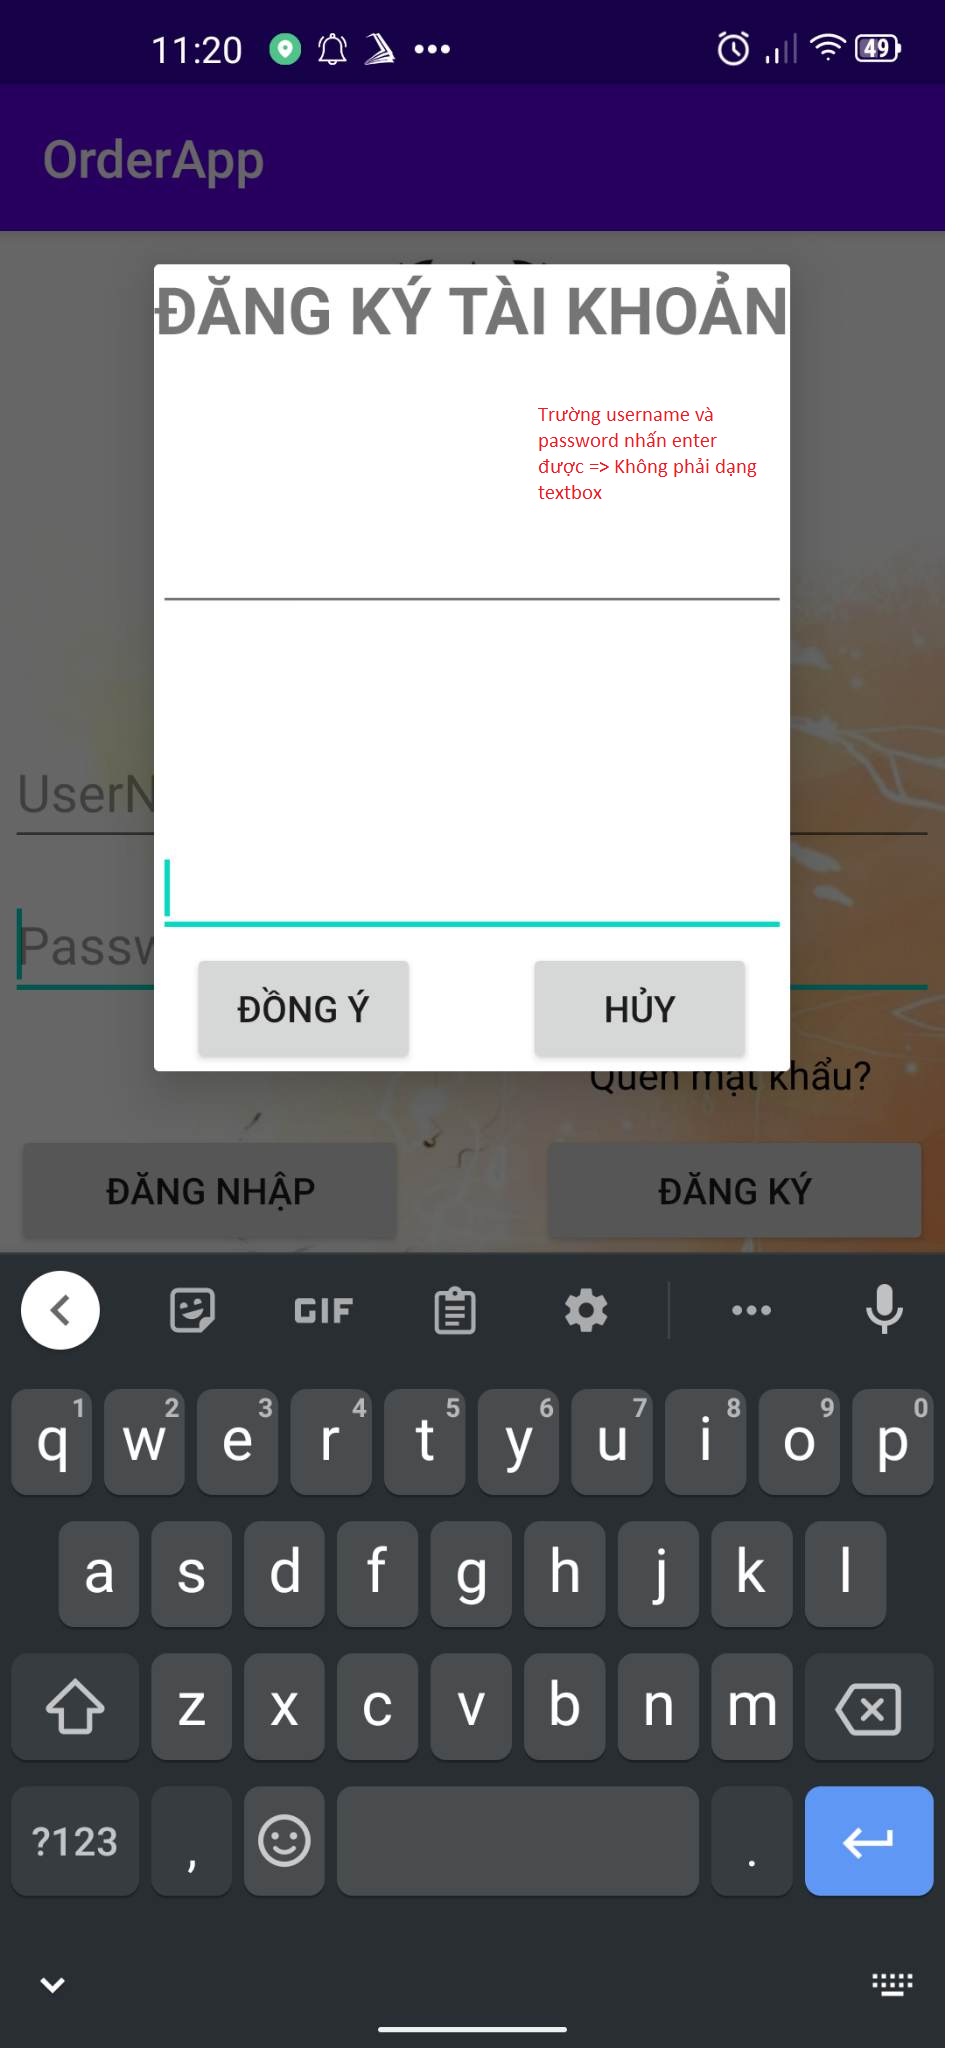 11:20
49
OrderApp
ĐĂNG KÝ TÀI KHOẢN
Trường username và
password nhấn enter
được => Không phải dạng
textbox
UserN
Passw
ĐỒNG Ý HỦY
Quên mật khẩu?
ĐĂNG NHẬP ĐĂNG KÝ
GIF
1 2 3 4 5 6 7 8 9 0
q w e r t y u i o p
a s d f g h j k l
z x c v b n m
?123 , .